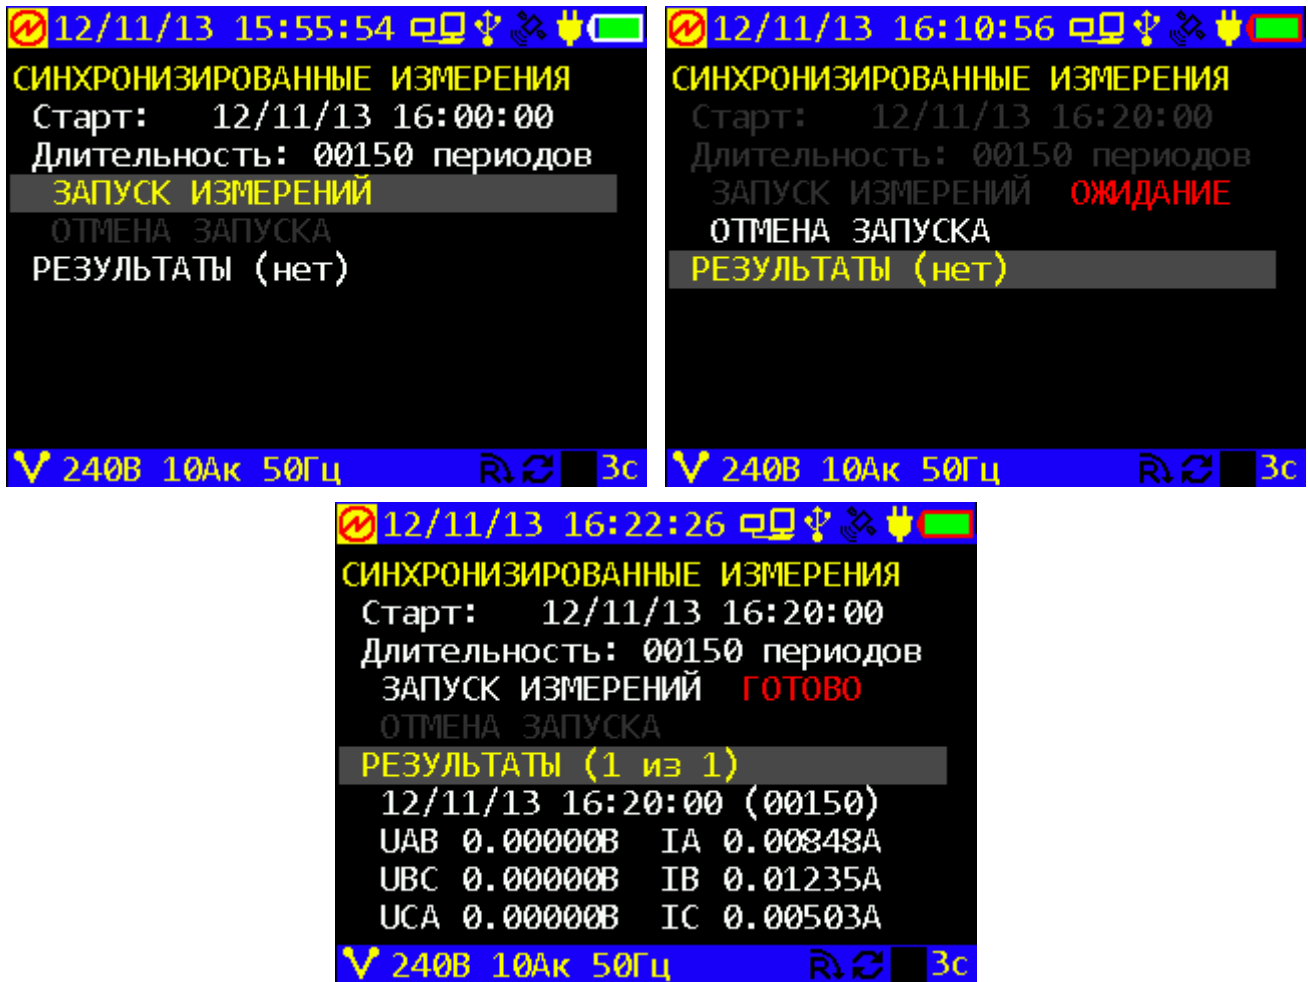 12/11/13 15:55:54
СИНХРОНИЗИРОВАННЫЕ ИЗМЕРЕНИЯ
Старт: 12/11/13 16:00:00
Длительность: 00150 периодов
ЗАПУСК ИЗМЕРЕНИЙ
ОТМЕНА ЗАПУСКА
РЕЗУЛЬТАТЫ (нет)
240В 10Ак 50Гц R 3с
12/11/13 16:10:56
СИНХРОНИЗИРОВАННЫЕ ИЗМЕРЕНИЯ
Старт: 12/11/13 16:20:00
Длительность: 00150 периодов
ЗАПУСК ИЗМЕРЕНИЙ ОЖИДАНИЕ
ОТМЕНА ЗАПУСКА
РЕЗУЛЬТАТЫ (нет)
240В 10Ак 50Гц R 3с
12/11/13 16:22:26
СИНХРОНИЗИРОВАННЫЕ ИЗМЕРЕНИЯ
Старт: 12/11/13 16:20:00
Длительность: 00150 периодов
ЗАПУСК ИЗМЕРЕНИЙ ГОТОВО
ОТМЕНА ЗАПУСКА
РЕЗУЛЬТАТЫ (1 из 1)
12/11/13 16:20:00 (00150)
UAB 0.00000В IA 0.00848А
UBC 0.00000В IB 0.01235А
UCA 0.00000В IC 0.00503А
240В 10Ак 50Гц R 3с